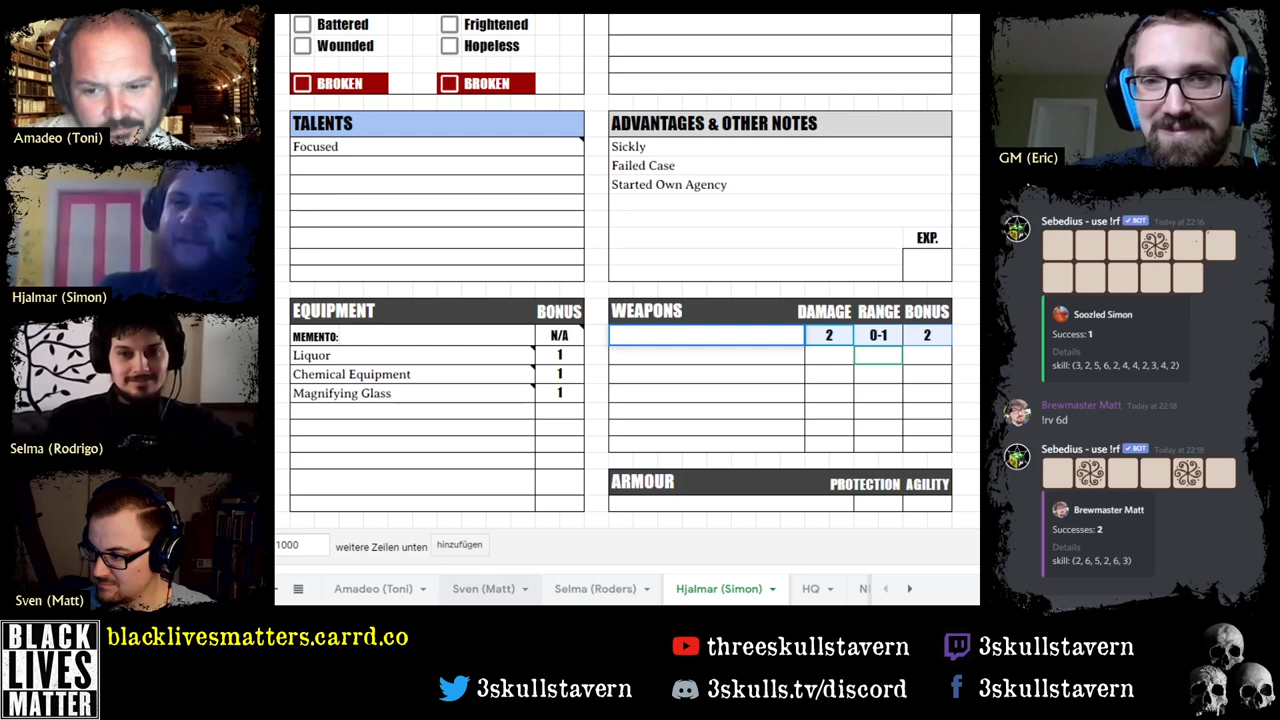 Amadeo (Toni)
Hjalmar (Simon)
Selma (Rodrigo)
Sven (Matt)
Battered
Frightened
Wounded
Hopeless
BROKEN
BROKEN
TALENTS
Focused
ADVANTAGES & OTHER NOTES
Sickly
Failed Case
Started Own Agency
EXP.
EQUIPMENT BONUS
MEMENTO: N/A
Liquor 1
Chemical Equipment 1
Magnifying Glass 1
WEAPONS DAMAGE RANGE BONUS
2 0-1 2
ARMOUR PROTECTION AGILITY
1000 weitere Zeilen unten hinzufügen
Amadeo (Toni) Sven (Matt) Selma (Roders) Hjalmar (Simon) HQ
GM (Eric)
Sebedius - use !rf BOT Today at 22:16
Soozled Simon
Success: 1
Details
skill: (3, 2, 5, 6, 2, 4, 4, 2, 3, 4, 2)
Brewmaster Matt Today at 22:18
!rv 6d
Sebedius - use !rf BOT Today at 22:18
Brewmaster Matt
Successes: 2
Details
skill: (2, 6, 5, 2, 6, 3)
BLACK
LIVES
MATTER
blacklivesmatters.carrd.co
threeskullstavern
3skullstavern
3skullstavern
3skulls.tv/discord
3skullstavern